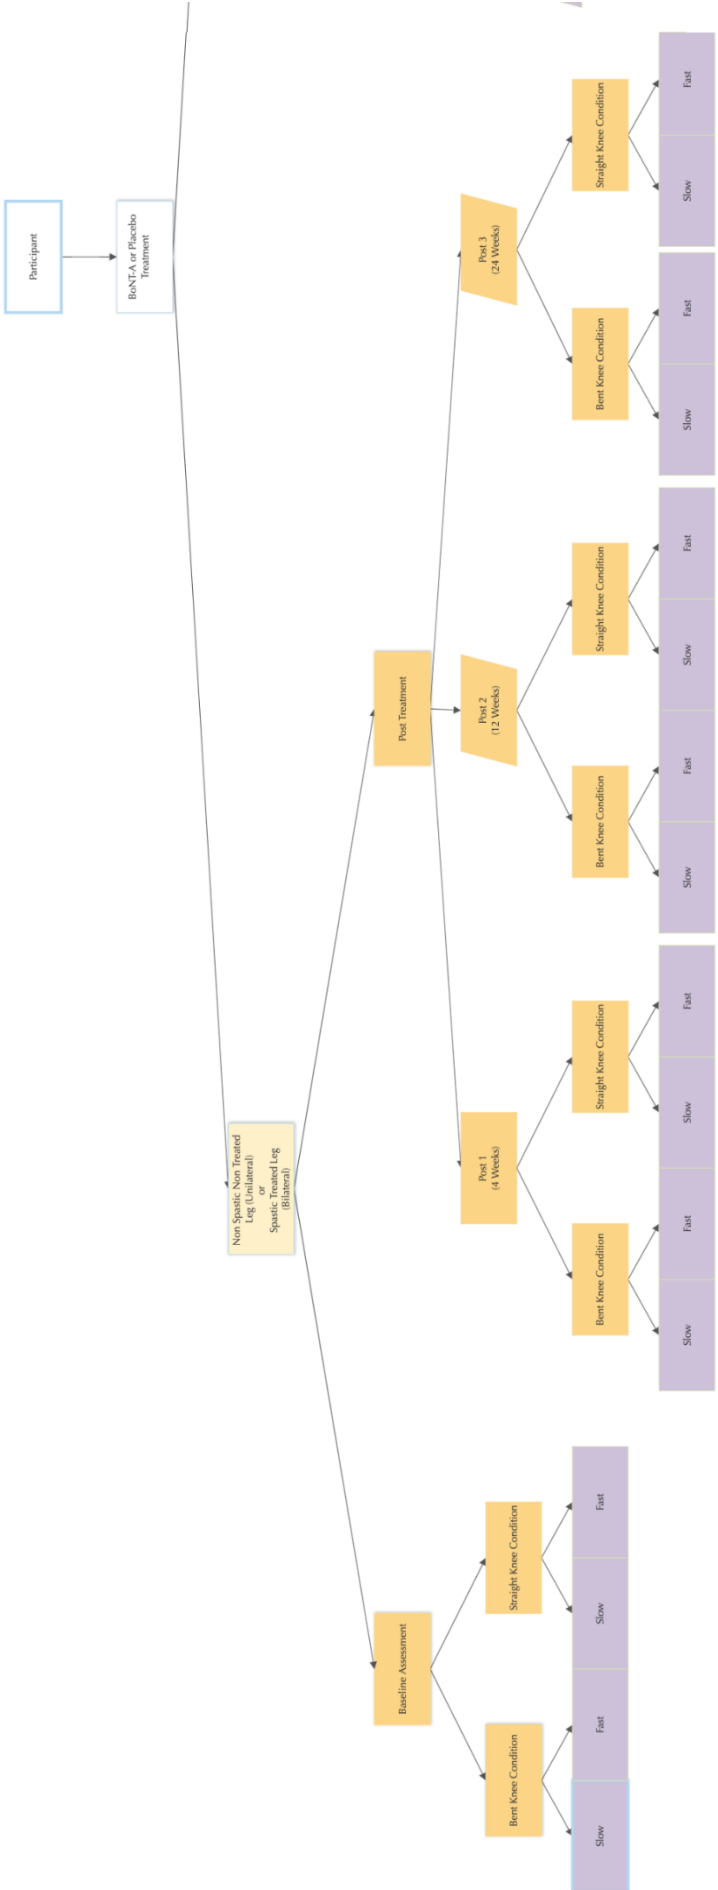 Participant
BoNT-A or Placebo
Treatment
Non Spastic Non Treated
Leg (Unilateral)
or
Spastic Treated Leg
(Bilateral)
Baseline Assessment
Post Treatment
Bent Knee Condition
Straight Knee Condition
Slow
Fast
Slow
Fast
Post 1
(4 Weeks)
Post 2
(12 Weeks)
Post 3
(24 Weeks)
Bent Knee Condition
Straight Knee Condition
Bent Knee Condition
Straight Knee Condition
Bent Knee Condition
Straight Knee Condition
Slow
Fast
Slow
Fast
Slow
Fast
Slow
Fast
Slow
Fast
Slow
Fast